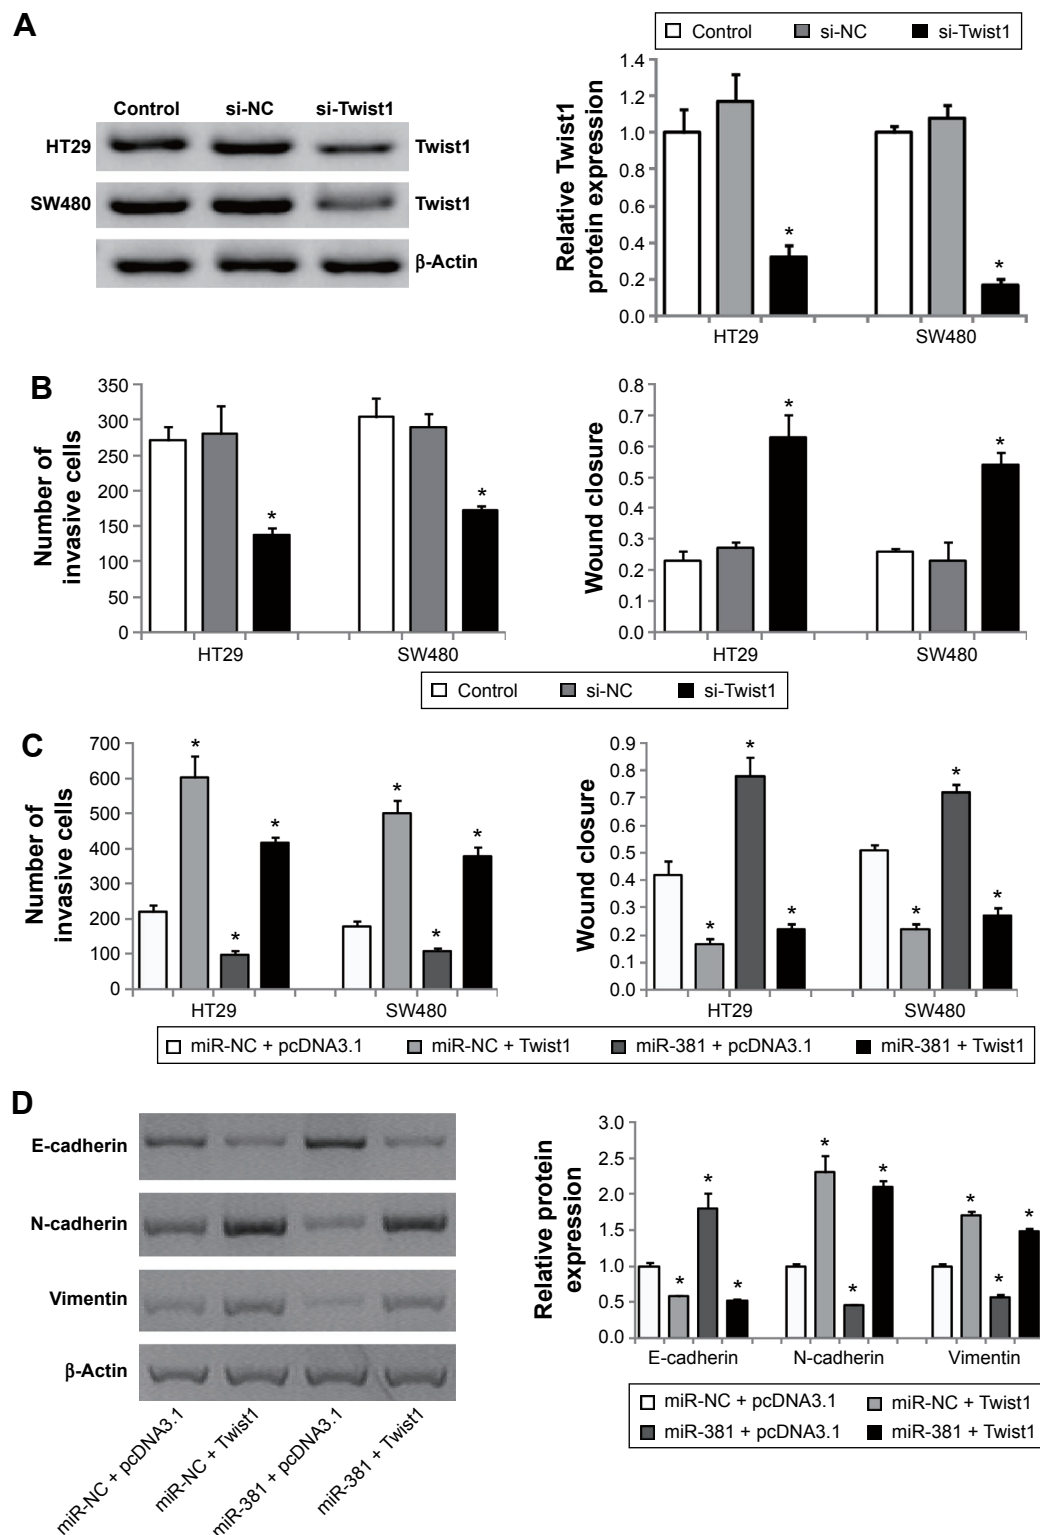 A
Control si-NC si-Twist1
HT29 Twist1
SW480 Twist1
β-Actin
Control si-NC si-Twist1
Relative Twist1
protein expression
1.4
1.2
1.0
0.8
0.6
0.4
0.2
0.0
* *
HT29 SW480
B
Number of
invasive cells
350
300
250
200
150
100
50
0
* *
HT29 SW480
Wound closure
0.8
0.7
0.6
0.5
0.4
0.3
0.2
0.1
0.0
* *
HT29 SW480
Control si-NC si-Twist1
C
Number of
invasive cells
700
600
500
400
300
200
100
0
* * * * * *
HT29 SW480
Wound closure
0.9
0.8
0.7
0.6
0.5
0.4
0.3
0.2
0.1
0.0
* * * * * *
HT29 SW480
miR-NC + pcDNA3.1 miR-NC + Twist1 miR-381 + pcDNA3.1 miR-381 + Twist1
D
E-cadherin
N-cadherin
Vimentin
β-Actin
miR-NC + pcDNA3.1
miR-NC + Twist1
miR-381 + pcDNA3.1
miR-381 + Twist1
Relative protein
expression
3.0
2.5
2.0
1.5
1.0
0.5
0.0
* * * * * * * * *
E-cadherin N-cadherin Vimentin
miR-NC + pcDNA3.1 miR-NC + Twist1
miR-381 + pcDNA3.1 miR-381 + Twist1